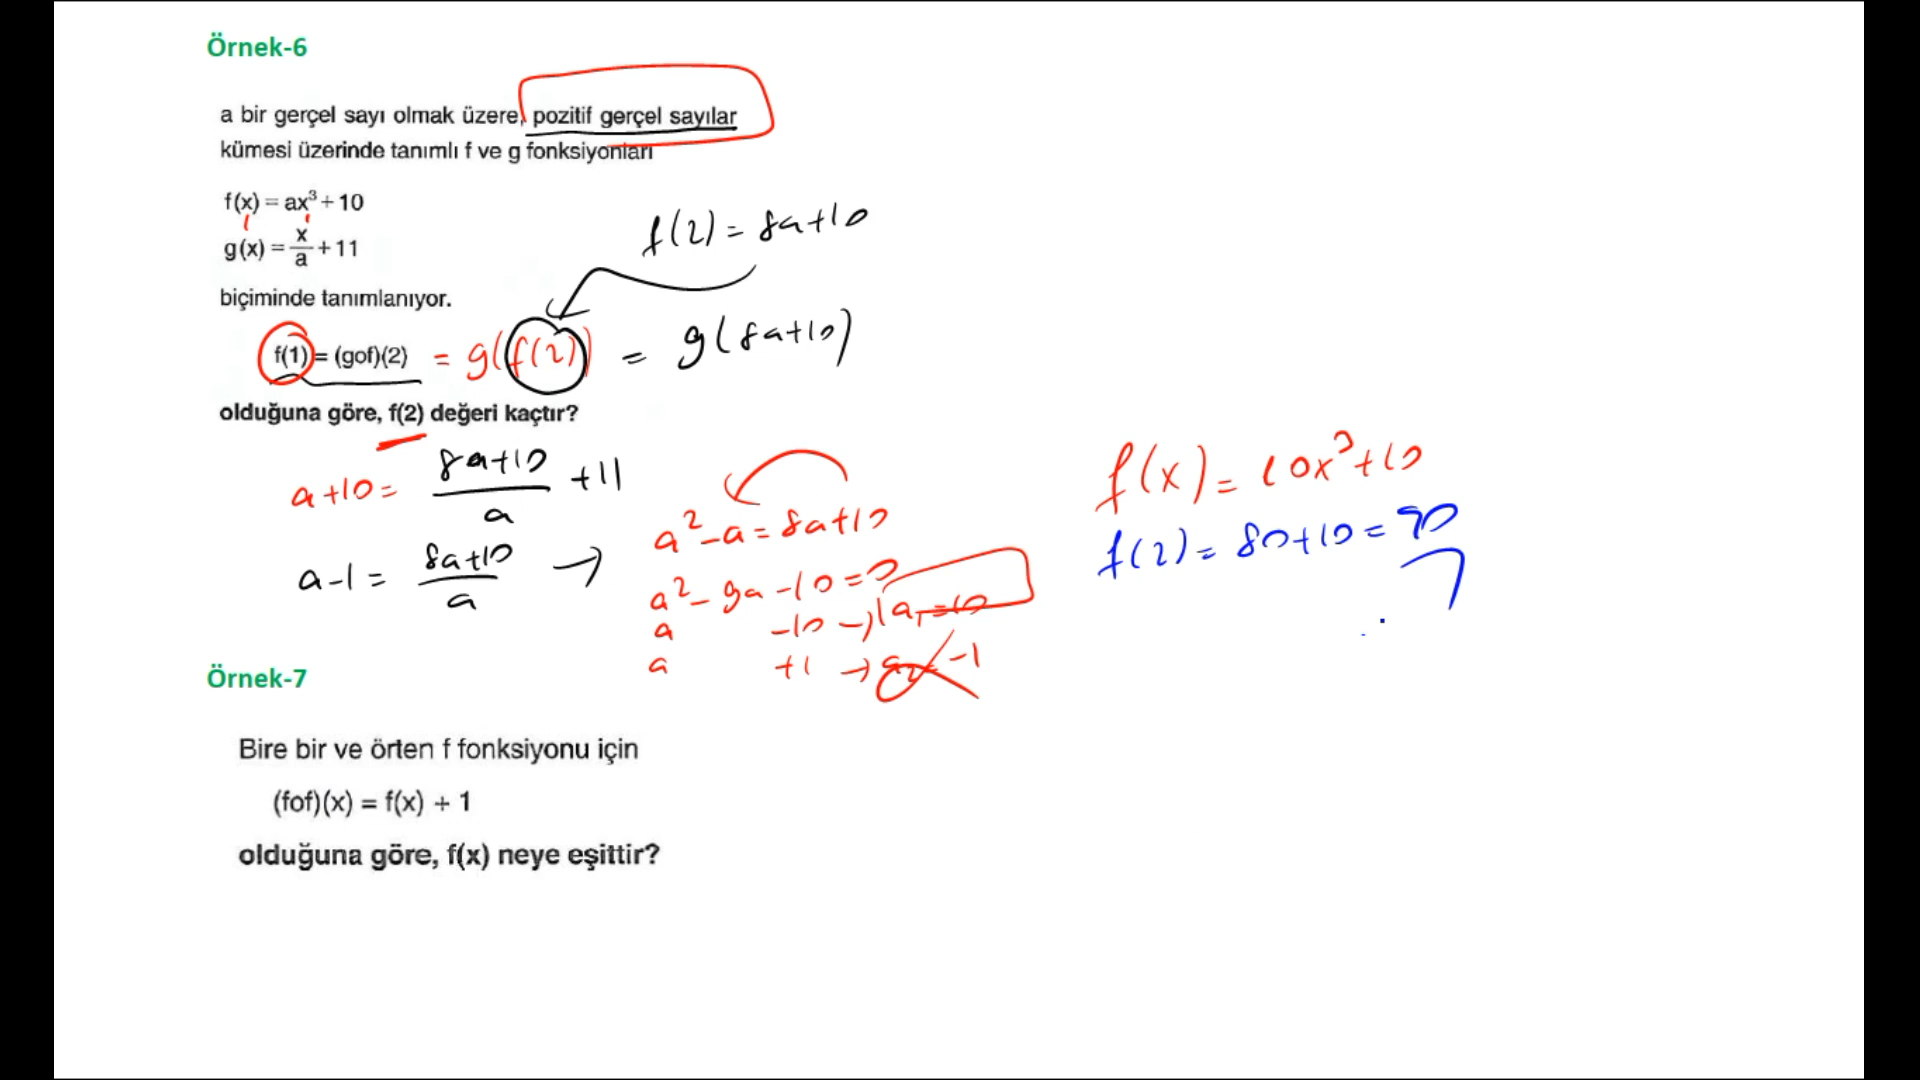 Örnek-6
a bir gerçel sayı olmak üzere, pozitif gerçel sayılar
kümesi üzerinde tanımlı f ve g fonksiyonları
f(x) = ax³ + 10
g(x) = x/a + 11
biçiminde tanımlanıyor.
f(2) = 8a+10
f(1) = (gof)(2) = g(f(2)) = g(8a+10)
olduğuna göre, f(2) değeri kaçtır?
a+10 = (8a+10)/a + 11
a-1 = (8a+10)/a →
a²-a = 8a+10
a²-9a-10=0
a -10 → a₁=10
a +1 → a₂=-1
f(x) = 10x³+10
f(2) = 80+10 = 90
Örnek-7
Bire bir ve örten f fonksiyonu için
(fof)(x) = f(x) + 1
olduğuna göre, f(x) neye eşittir?